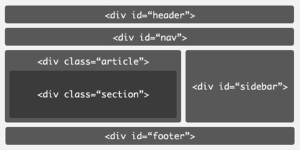 <div id=“header”>
<div id=“nav”>
<div class=“article”>
<div class=“section”>
<div id=“sidebar”>
<div id=“footer”>